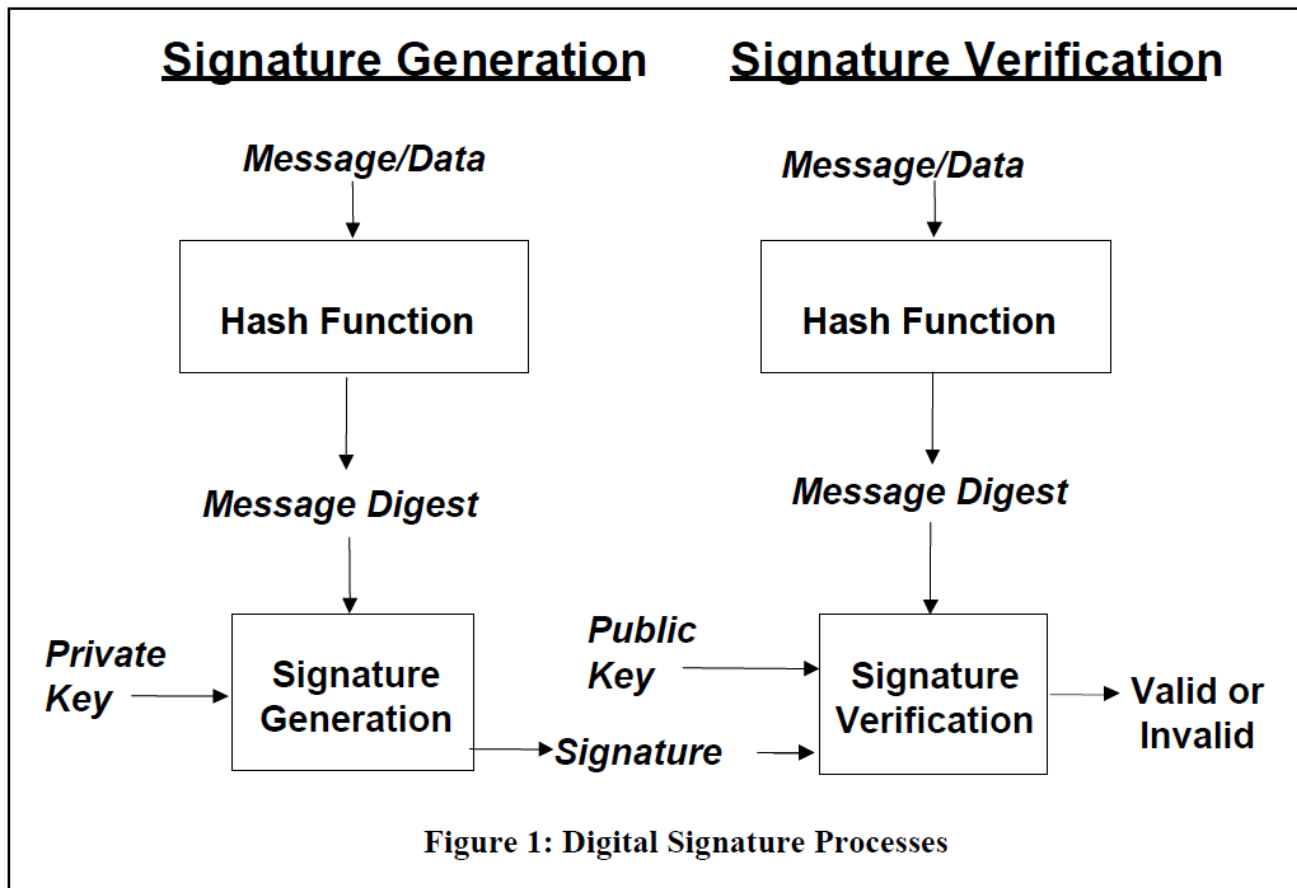 Signature Generation
Signature Verification
Message/Data
Message/Data
Hash Function
Hash Function
Message Digest
Message Digest
Private
Key
Signature
Generation
Public
Key
Signature
Signature
Verification
Valid or
Invalid
Figure 1: Digital Signature Processes